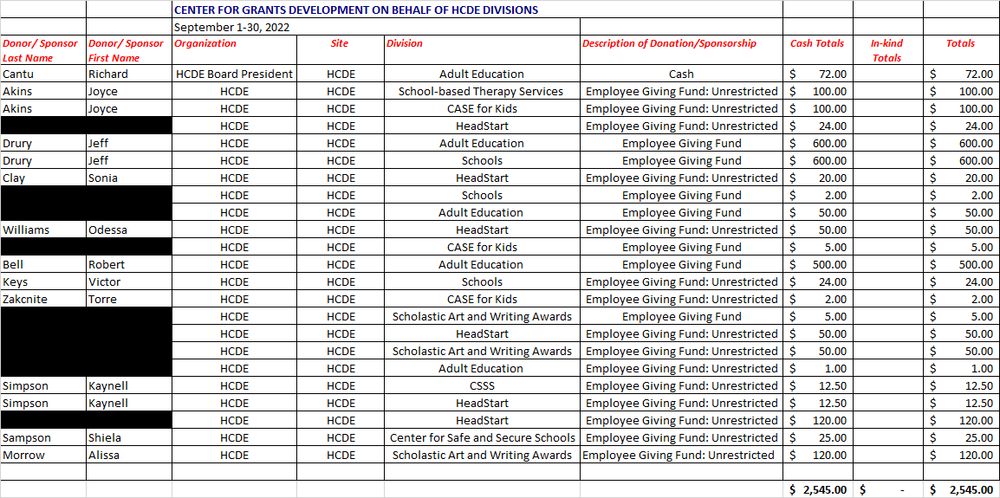 CENTER FOR GRANTS DEVELOPMENT ON BEHALF OF HCDE DIVISIONS
September 1-30, 2022
Donor/ Sponsor Last Name Donor/ Sponsor First Name Organization Site Division Description of Donation/Sponsorship Cash Totals In-kind Totals Totals
Cantu Richard HCDE Board President HCDE Adult Education Cash $ 72.00 $ 72.00
Akins Joyce HCDE HCDE School-based Therapy Services Employee Giving Fund: Unrestricted $ 100.00 $ 100.00
Akins Joyce HCDE HCDE CASE for Kids Employee Giving Fund: Unrestricted $ 100.00 $ 100.00
HCDE HCDE HeadStart Employee Giving Fund: Unrestricted $ 24.00 $ 24.00
Drury Jeff HCDE HCDE Adult Education Employee Giving Fund $ 600.00 $ 600.00
Drury Jeff HCDE HCDE Schools Employee Giving Fund $ 600.00 $ 600.00
Clay Sonia HCDE HCDE HeadStart Employee Giving Fund: Unrestricted $ 20.00 $ 20.00
HCDE HCDE Schools Employee Giving Fund $ 2.00 $ 2.00
HCDE HCDE Adult Education Employee Giving Fund $ 50.00 $ 50.00
Williams Odessa HCDE HCDE HeadStart Employee Giving Fund: Unrestricted $ 50.00 $ 50.00
HCDE HCDE CASE for Kids Employee Giving Fund $ 5.00 $ 5.00
Bell Robert HCDE HCDE Adult Education Employee Giving Fund $ 500.00 $ 500.00
Keys Victor HCDE HCDE Schools Employee Giving Fund: Unrestricted $ 24.00 $ 24.00
Zakcnite Torre HCDE HCDE CASE for Kids Employee Giving Fund: Unrestricted $ 2.00 $ 2.00
HCDE HCDE Scholastic Art and Writing Awards Employee Giving Fund $ 5.00 $ 5.00
HCDE HCDE HeadStart Employee Giving Fund: Unrestricted $ 50.00 $ 50.00
HCDE HCDE Scholastic Art and Writing Awards Employee Giving Fund: Unrestricted $ 50.00 $ 50.00
HCDE HCDE Adult Education Employee Giving Fund: Unrestricted $ 1.00 $ 1.00
Simpson Kaynell HCDE HCDE CSSS Employee Giving Fund: Unrestricted $ 12.50 $ 12.50
Simpson Kaynell HCDE HCDE HeadStart Employee Giving Fund: Unrestricted $ 12.50 $ 12.50
HCDE HCDE HeadStart Employee Giving Fund: Unrestricted $ 120.00 $ 120.00
Sampson Shiela HCDE HCDE Center for Safe and Secure Schools Employee Giving Fund: Unrestricted $ 25.00 $ 25.00
Morrow Alissa HCDE HCDE Scholastic Art and Writing Awards Employee Giving Fund: Unrestricted $ 120.00 $ 120.00
$ 2,545.00 $ - $ 2,545.00